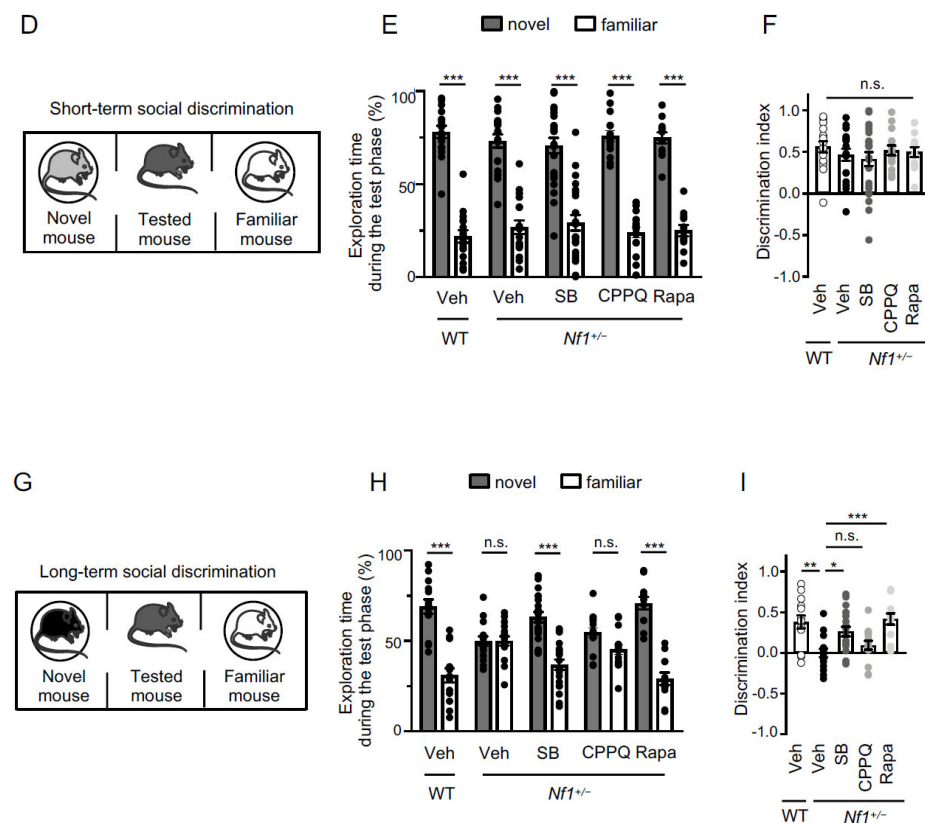 D
Short-term social discrimination
Novel mouse
Tested mouse
Familiar mouse
E
novel
familiar
Exploration time
during the test phase (%)
100
50
0
***
***
***
***
***
Veh
Veh
SB
CPPQ
Rapa
WT
Nf1+/−
F
Discrimination index
n.s.
1.0
0.5
0.0
-0.5
-1.0
Veh
Veh
SB
CPPQ
Rapa
WT
Nf1+/−
G
Long-term social discrimination
Novel mouse
Tested mouse
Familiar mouse
H
novel
familiar
Exploration time
during the test phase (%)
100
50
0
***
n.s.
***
n.s.
***
Veh
Veh
SB
CPPQ
Rapa
WT
Nf1+/−
I
Discrimination index
***
n.s.
**
*
1.0
0.5
0.0
-0.5
-1.0
Veh
Veh
SB
CPPQ
Rapa
WT
Nf1+/−